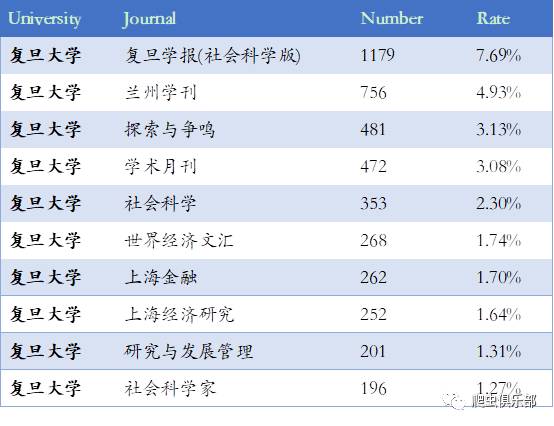 University Journal Number Rate
复旦大学 复旦学报(社会科学版) 1179 7.69%
复旦大学 兰州学刊 756 4.93%
复旦大学 探索与争鸣 481 3.13%
复旦大学 学术月刊 472 3.08%
复旦大学 社会科学 353 2.30%
复旦大学 世界经济文汇 268 1.74%
复旦大学 上海金融 262 1.70%
复旦大学 上海经济研究 252 1.64%
复旦大学 研究与发展管理 201 1.31%
复旦大学 社会科学家 196 1.27%
爬虫俱乐部